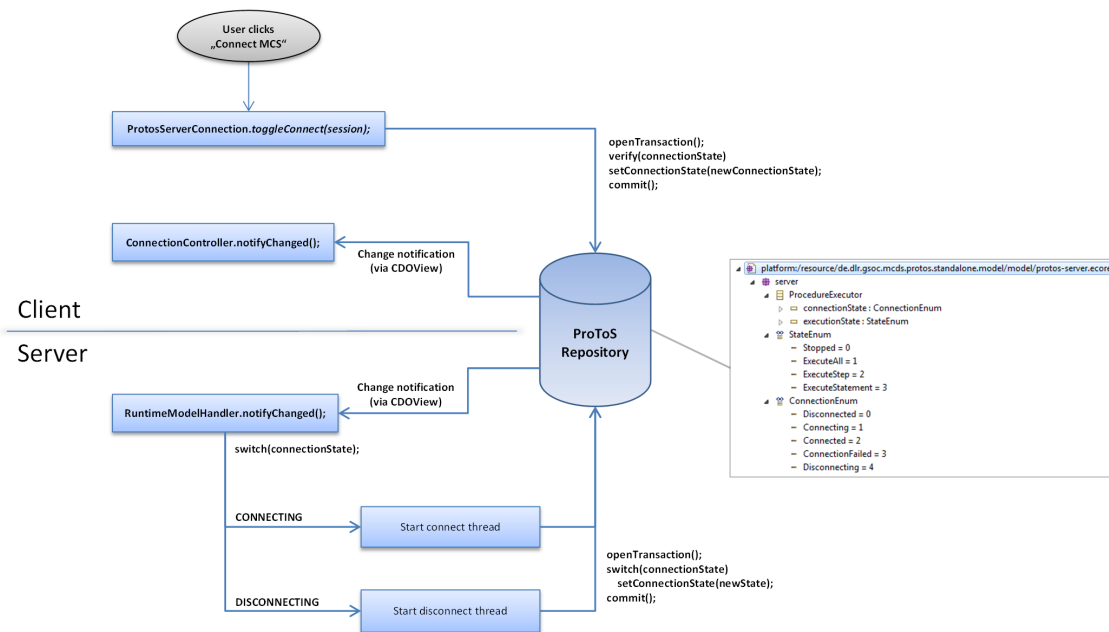 User clicks
„Connect MCS“
ProtosServerConnection.toggleConnect(session);
openTransaction();
verify(connectionState)
setConnectionState(newConnectionState);
commit();
ConnectionController.notifyChanged();
Change notification
(via CDOView)
Client
Server
ProToS
Repository
platform:/resource/de.dlr.gsoc.mcds.protos.standalone.model/model/protos-server.ecore
server
ProcedureExecutor
connectionState : ConnectionEnum
executionState : StateEnum
StateEnum
Stopped = 0
ExecuteAll = 1
ExecuteStep = 2
ExecuteStatement = 3
ConnectionEnum
Disconnected = 0
Connecting = 1
Connected = 2
ConnectionFailed = 3
Disconnecting = 4
Change notification
(via CDOView)
RuntimeModelHandler.notifyChanged();
switch(connectionState);
CONNECTING
Start connect thread
openTransaction();
switch(connectionState)
setConnectionState(newState);
commit();
DISCONNECTING
Start disconnect thread